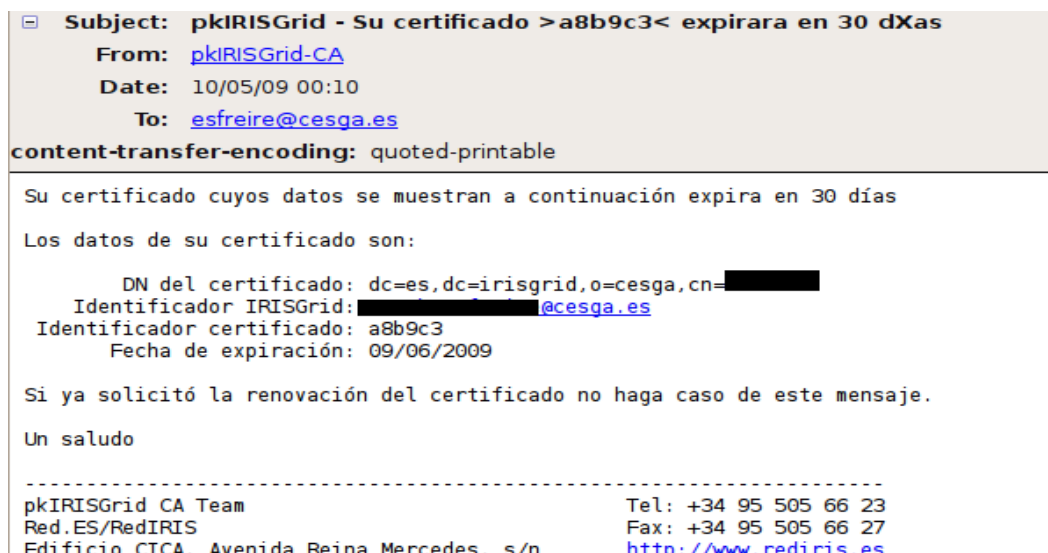 Subject: pkIRISGrid - Su certificado >a8b9c3< expirara en 30 dXas
From: pkIRISGrid-CA
Date: 10/05/09 00:10
To: esfreire@cesga.es
content-transfer-encoding: quoted-printable
Su certificado cuyos datos se muestran a continuación expira en 30 días
Los datos de su certificado son:
DN del certificado: dc=es,dc=irisgrid,o=cesga,cn=
Identificador IRISGrid: @cesga.es
Identificador certificado: a8b9c3
Fecha de expiración: 09/06/2009
Si ya solicitó la renovación del certificado no haga caso de este mensaje.
Un saludo
-----------------------------------------------------------------------
pkIRISGrid CA Team Tel: +34 95 505 66 23
Red.ES/RedIRIS Fax: +34 95 505 66 27
Edificio CICA, Avenida Reina Mercedes, s/n http://www.rediris.es